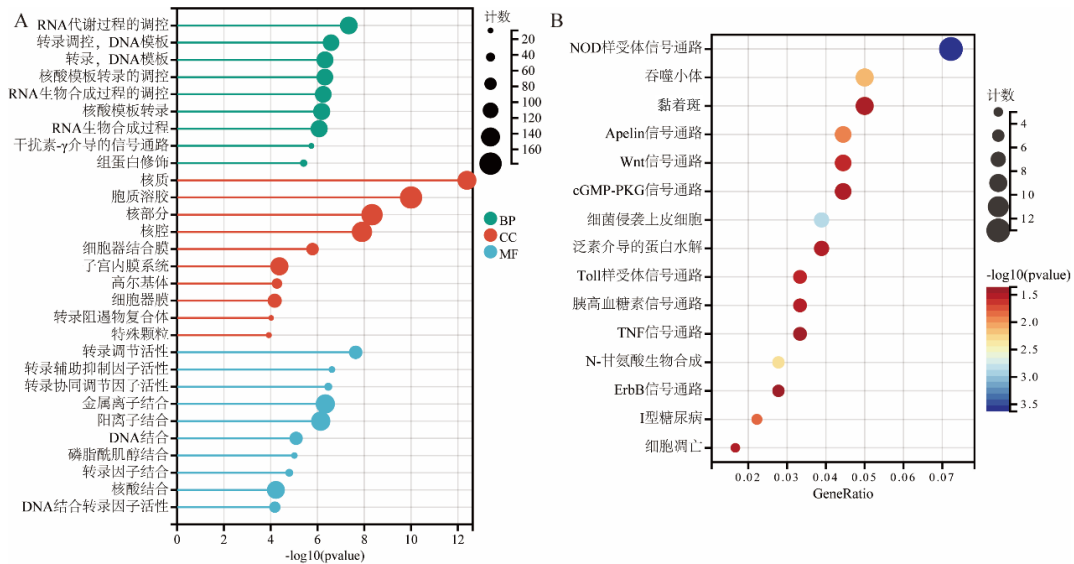 A
RNA代谢过程的调控
转录调控，DNA模板
转录，DNA模板
核酸模板转录的调控
RNA生物合成过程的调控
核酸模板转录
RNA生物合成过程
干扰素-γ介导的信号通路
组蛋白修饰
核质
胞质溶胶
核部分
核腔
细胞器结合膜
子宫内膜系统
高尔基体
细胞器膜
转录阻遏物复合体
特殊颗粒
转录调节活性
转录辅助抑制因子活性
转录协同调节因子活性
金属离子结合
阳离子结合
DNA结合
磷脂酰肌醇结合
转录因子结合
核酸结合
DNA结合转录因子活性
0 2 4 6 8 10 12
-log10(pvalue)
计数
20
40
60
80
100
120
140
160
BP
CC
MF
B
NOD样受体信号通路
吞噬小体
黏着斑
Apelin信号通路
Wnt信号通路
cGMP-PKG信号通路
细菌侵袭上皮细胞
泛素介导的蛋白水解
Toll样受体信号通路
胰高血糖素信号通路
TNF信号通路
N-甘氨酸生物合成
ErbB信号通路
I型糖尿病
细胞凋亡
0.02 0.03 0.04 0.05 0.06 0.07
GeneRatio
计数
4
6
8
10
12
-log10(pvalue)
1.5
2.0
2.5
3.0
3.5